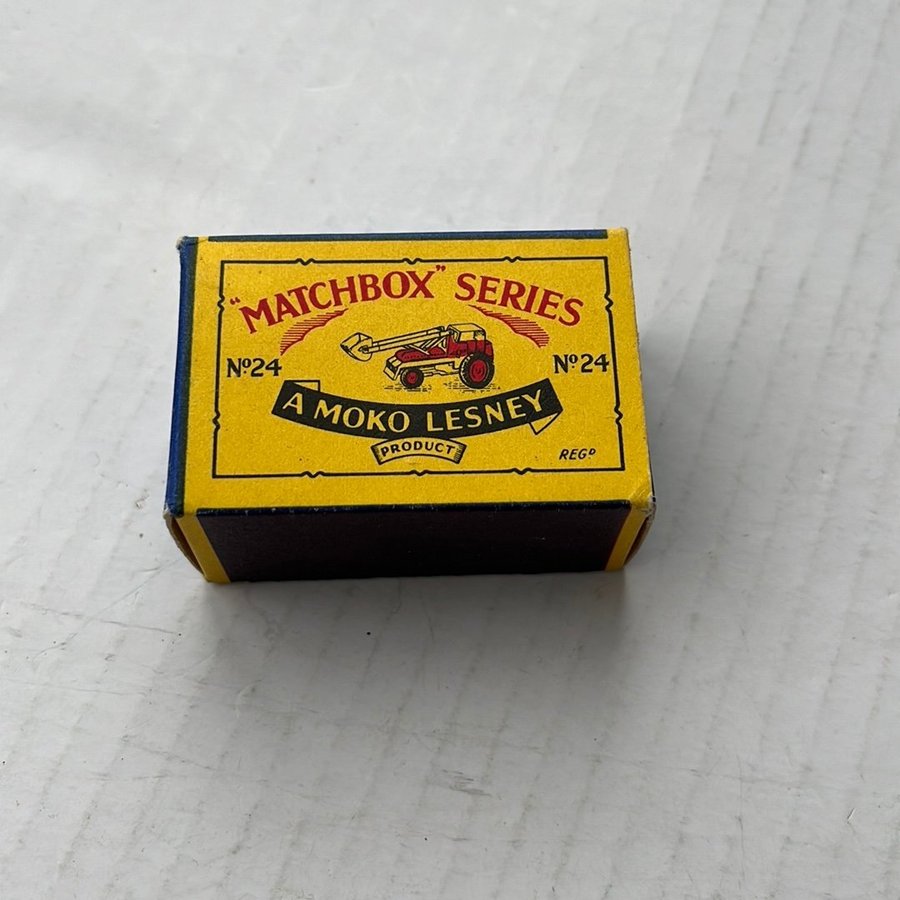 "MATCHBOX" SERIES
Nº24 Nº24
A MOKO LESNEY
PRODUCT
REGᴰ